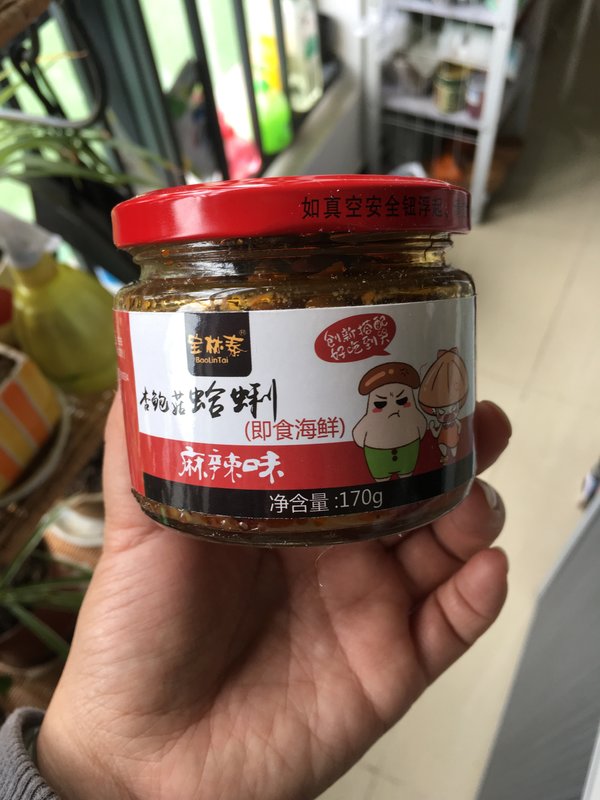 如真空安全钮浮起,
宝林泰
BaoLinTai
创新搭配
好吃到哭
杏鲍菇蛤蜊
(即食海鲜)
麻辣味
净含量:170g